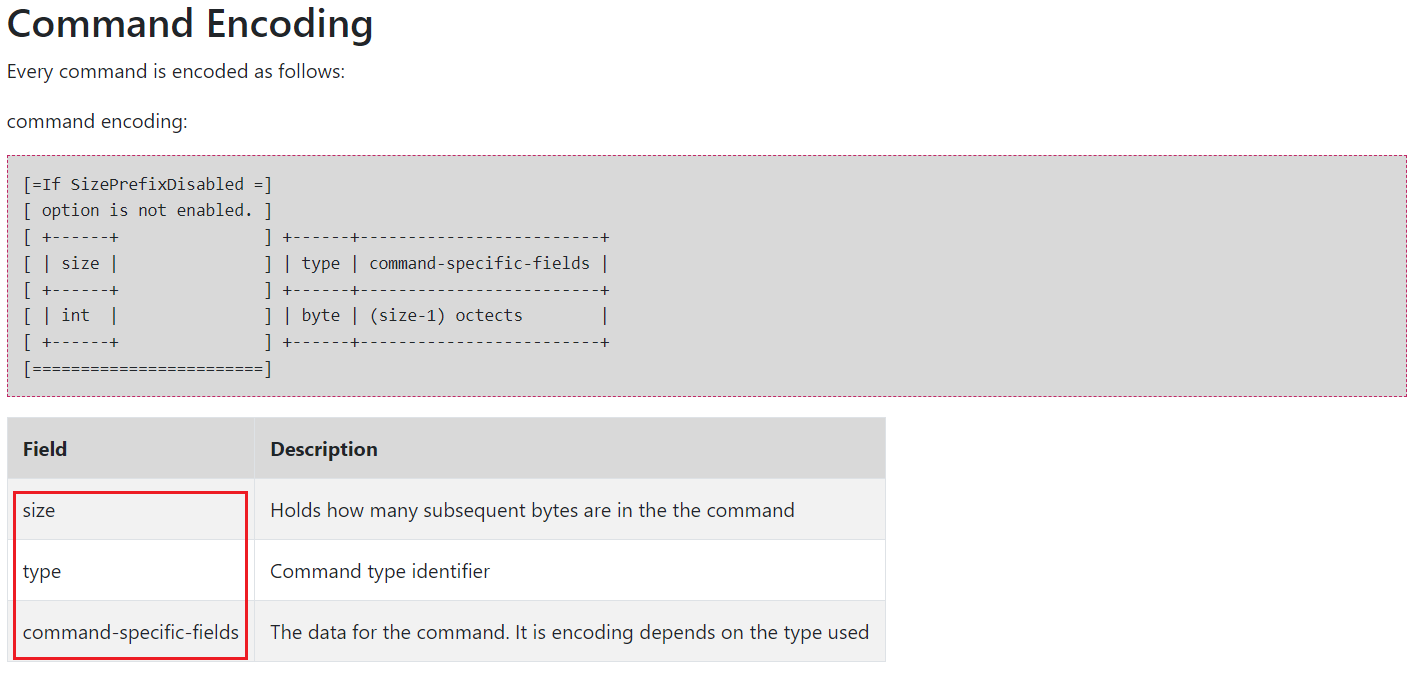 Command Encoding
Every command is encoded as follows:
command encoding:
[=If SizePrefixDisabled =]
[ option is not enabled. ]
[ +------+               ] +------+-------------------------+
[ | size |               ] | type | command-specific-fields |
[ +------+               ] +------+-------------------------+
[ | int  |               ] | byte | (size-1) octects        |
[ +------+               ] +------+-------------------------+
[========================]
Field Description
size Holds how many subsequent bytes are in the the command
type Command type identifier
command-specific-fields The data for the command. It is encoding depends on the type used